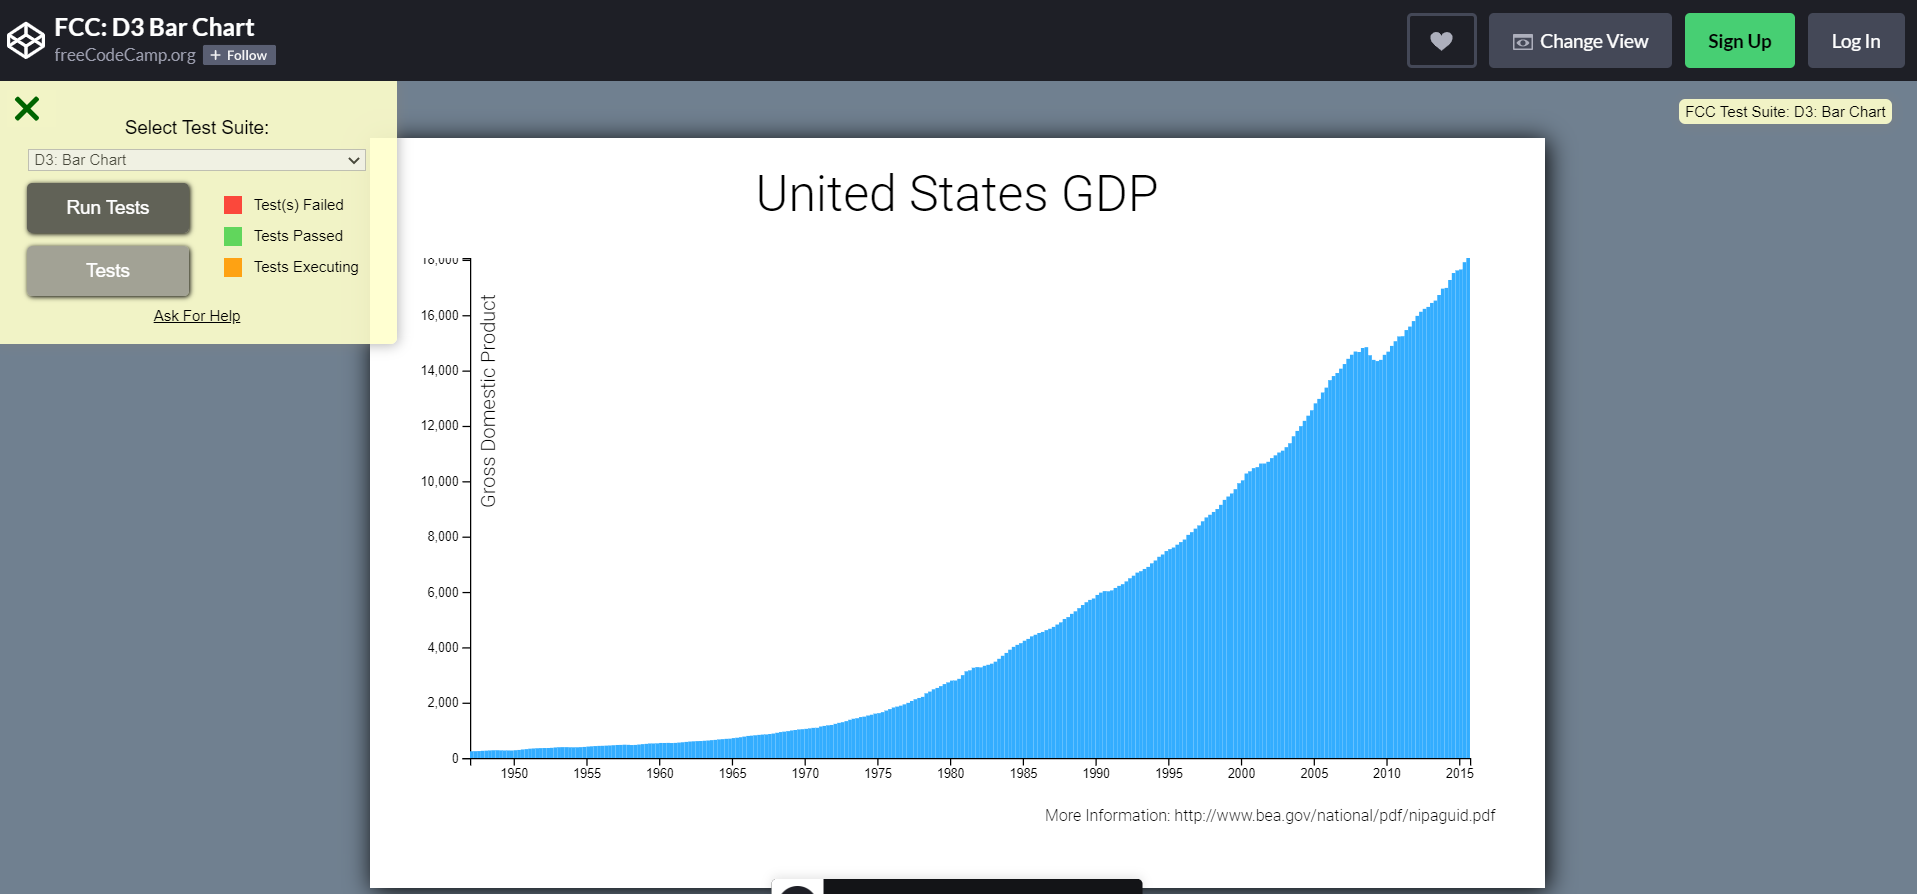 FCC: D3 Bar Chart
freeCodeCamp.org
+ Follow
Change View
Sign Up
Log In
Select Test Suite:
D3: Bar Chart
Run Tests
Tests
Test(s) Failed
Tests Passed
Tests Executing
Ask For Help
FCC Test Suite: D3: Bar Chart
United States GDP
Gross Domestic Product
18,000
16,000
14,000
12,000
10,000
8,000
6,000
4,000
2,000
0
1950 1955 1960 1965 1970 1975 1980 1985 1990 1995 2000 2005 2010 2015
More Information: http://www.bea.gov/national/pdf/nipaguid.pdf